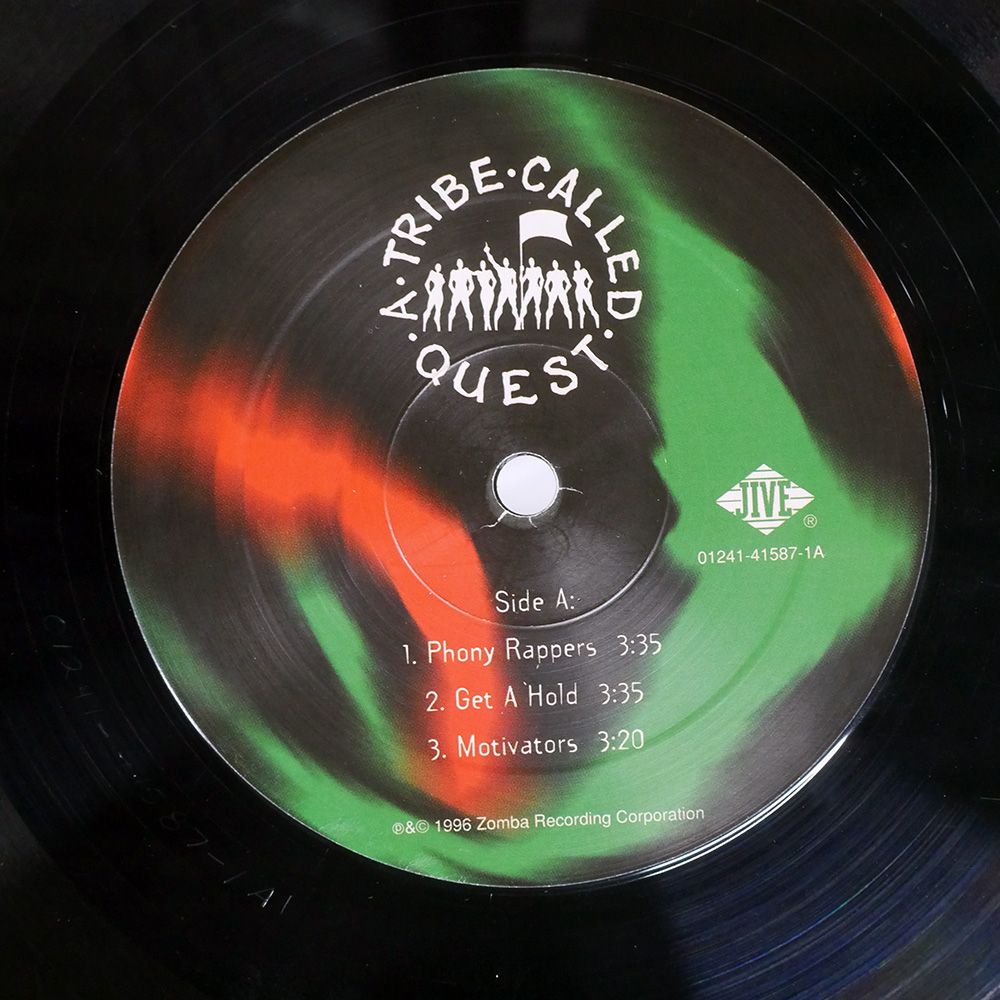 A·TRIBE·CALLED·QUEST·
JIVE
®
01241-41587-1A
Side A:
1. Phony Rappers 3:35
2. Get A Hold 3:35
3. Motivators 3:20
℗&© 1996 Zomba Recording Corporation